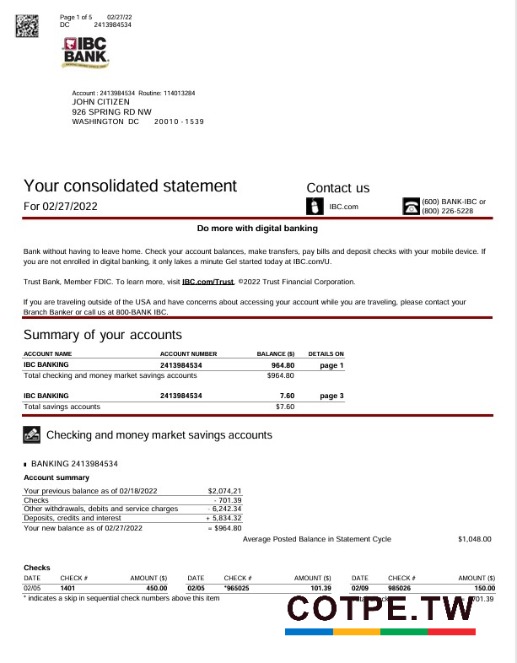 Page 1 of 5 02/27/22
DC 2413984534
IBC
BANK
Account : 2413984534 Routine: 114013284
JOHN CITIZEN
926 SPRING RD NW
WASHINGTON DC 20010 -1539
Your consolidated statement
For 02/27/2022
Contact us
IBC.com
(600) BANK-IBC or
(800) 226-5228
Do more with digital banking
Bank without having to leave home. Check your account balances, make transfers, pay bills and deposit checks with your mobile device. If
you are not enrolled in digital banking, it only lakes a minute Gel started today at IBC.com/U.
Trust Bank, Member FDIC. To learn more, visit IBC.com/Trust, ©2022 Trust Financial Corporation.
If you are traveling outside of the USA and have concerns about accessing your account while you are traveling, please contact your
Branch Banker or call us at 800-BANK IBC.
Summary of your accounts
ACCOUNT NAME ACCOUNT NUMBER BALANCE ($) DETAILS ON
IBC BANKING 2413984534 964.80 page 1
Total checking and money market savings accounts $964.80
IBC BANKING 2413984534 7.60 page 3
Total savings accounts $7.60
Checking and money market savings accounts
BANKING 2413984534
Account summary
Your previous balance as of 02/18/2022 $2,074,21
Checks - 701.39
Other withdrawals, debits and service charges - 6,242.34
Deposits, credits and interest + 5,834.32
Your new balance as of 02/27/2022 = $964.80
Average Posted Balance in Statement Cycle $1,048.00
Checks
DATE CHECK # AMOUNT ($) DATE CHECK # AMOUNT ($) DATE CHECK # AMOUNT ($)
02/05 1401 450.00 02/05 *965025 101.39 02/09 985026 150.00
* indicates a skip in sequential check numbers above this item
COTPE.TW